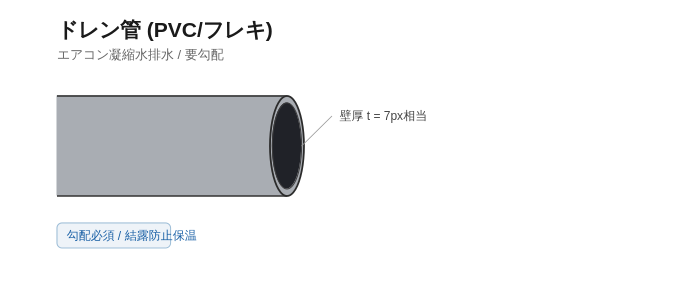 ドレン管 (PVC/フレキ)
エアコン凝縮水排水 / 要勾配
壁厚 t = 7px相当
勾配必須 / 結露防止保温